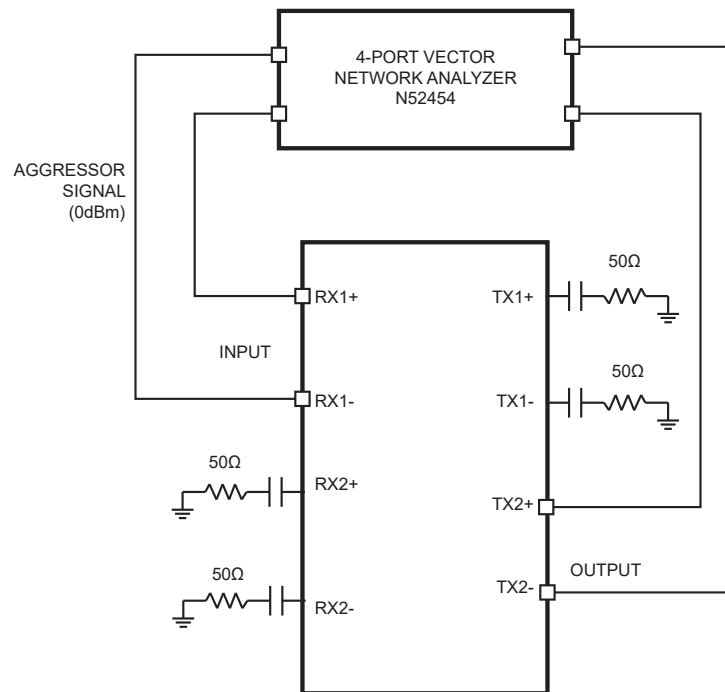 4-PORT VECTOR
NETWORK ANALYZER
N52454
AGGRESSOR
SIGNAL
(0dBm)
50Ω
RX1+
TX1+
INPUT
50Ω
RX1-
TX1-
50Ω
RX2+
TX2+
50Ω
OUTPUT
TX2-
RX2-